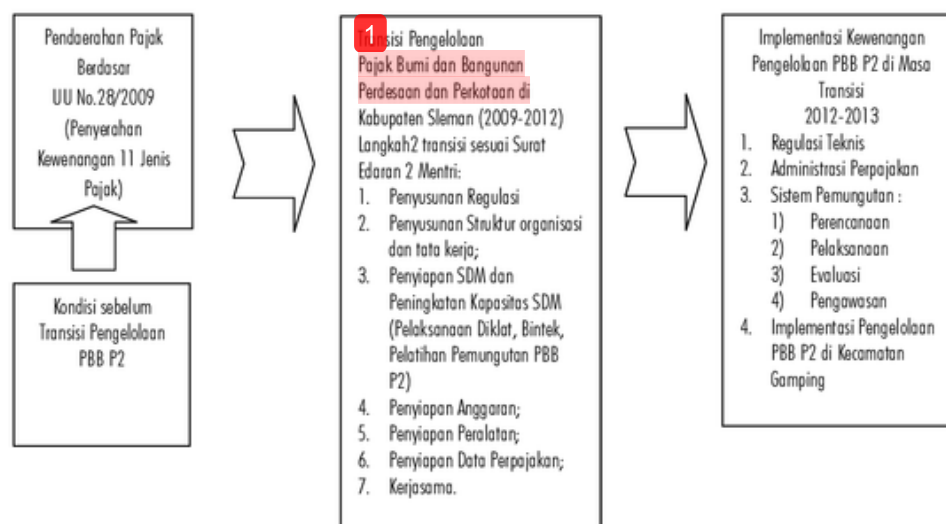 Pendaerahan Pajak
Berdasar
UU No.28/2009
(Penyerahan
Kewenangan 11 Jenis
Pajak)
Kondisi sebelum
Transisi Pengelolaan
PBB P2
1
Transisi Pengelolaan
Pajak Bumi dan Bangunan
Perdesaan dan Perkotaan di
Kabupaten Sleman (2009-2012)
Langkah2 transisi sesuai Surat
Edaran 2 Mentri:
1. Penyusunan Regulasi
2. Penyusunan Struktur organisasi
dan tata kerja;
3. Penyiapan SDM dan
Peningkatan Kapasitas SDM
(Pelaksanaan Diklat, Bintek,
Pelatihan Pemungutan PBB
P2)
4. Penyiapan Anggaran;
5. Penyiapan Peralatan;
6. Penyiapan Data Perpajakan;
7. Kerjasama.
Implementasi Kewenangan
Pengelolaan PBB P2 di Masa
Transisi
2012-2013
1. Regulasi Teknis
2. Administrasi Perpajakan
3. Sistem Pemungutan :
1) Perencanaan
2) Pelaksanaan
3) Evaluasi
4) Pengawasan
4. Implementasi Pengelolaan
PBB P2 di Kecamatan
Gamping